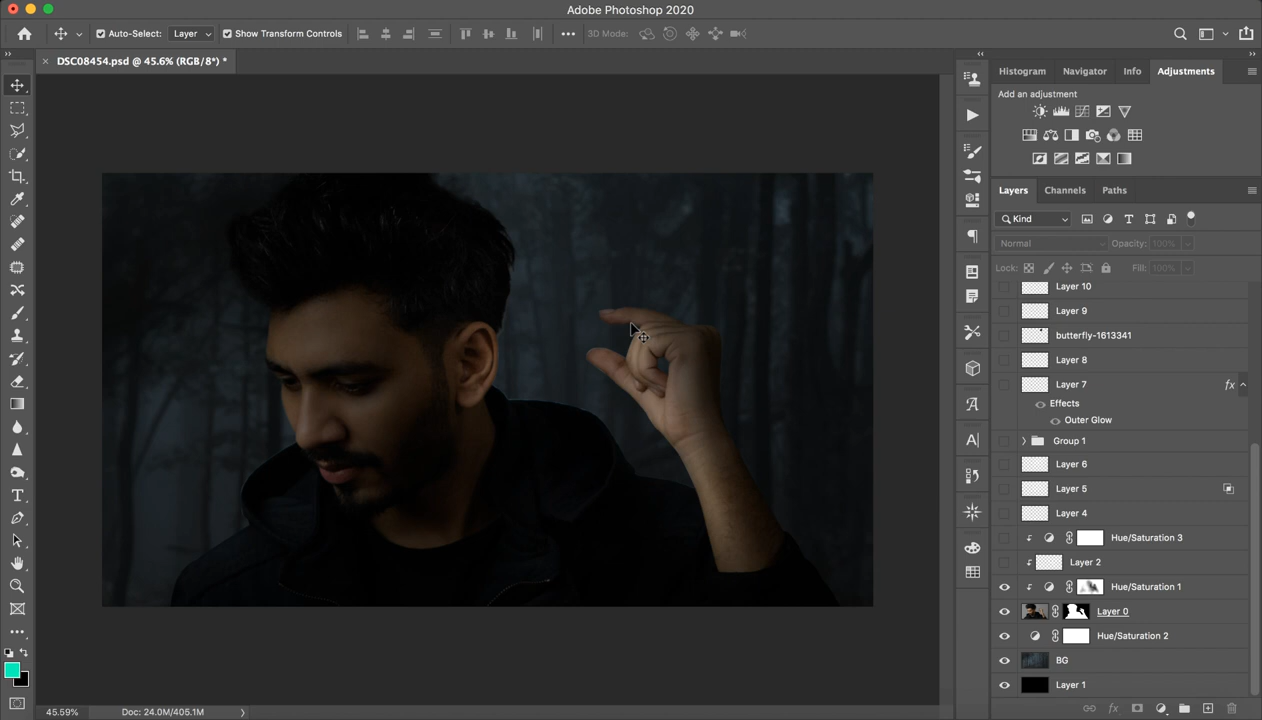 Adobe Photoshop 2020
Auto-Select: Layer Show Transform Controls 3D Mode:
DSC08454.psd @ 45.6% (RGB/8*) *
Histogram Navigator Info Adjustments
Add an adjustment
Layers Channels Paths
Kind
Normal Opacity: 100%
Lock: Fill: 100%
Layer 10
Layer 9
butterfly-1613341
Layer 8
Layer 7 fx
Effects
Outer Glow
Group 1
Layer 6
Layer 5
Layer 4
Hue/Saturation 3
Layer 2
Hue/Saturation 1
Layer 0
Hue/Saturation 2
BG
Layer 1
45.59% Doc: 24.0M/405.1M
fx